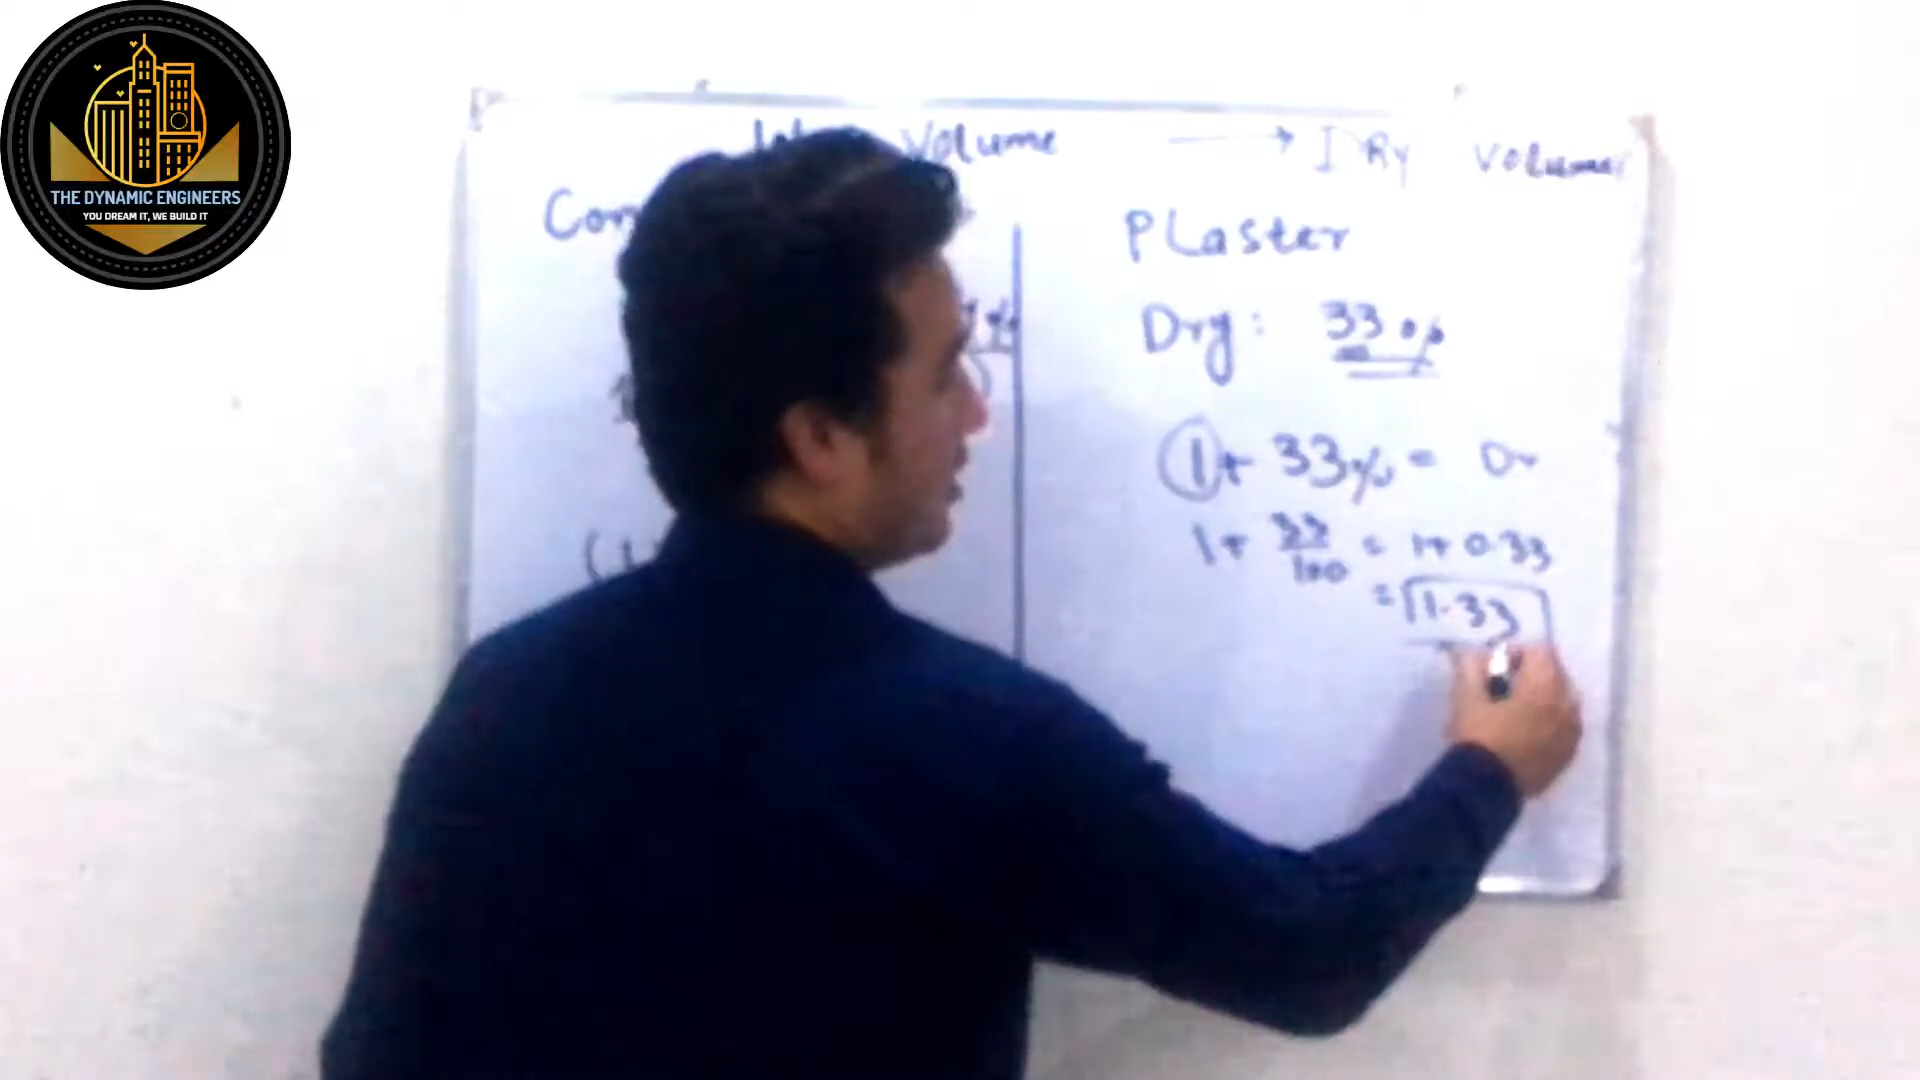 THE DYNAMIC ENGINEERS
YOU DREAM IT, WE BUILD IT
Volume → DRY Volume
Plaster
Dry: 33%
1+ 33% = Dr
1+ 33/100 = 1+0.33
= 1.33